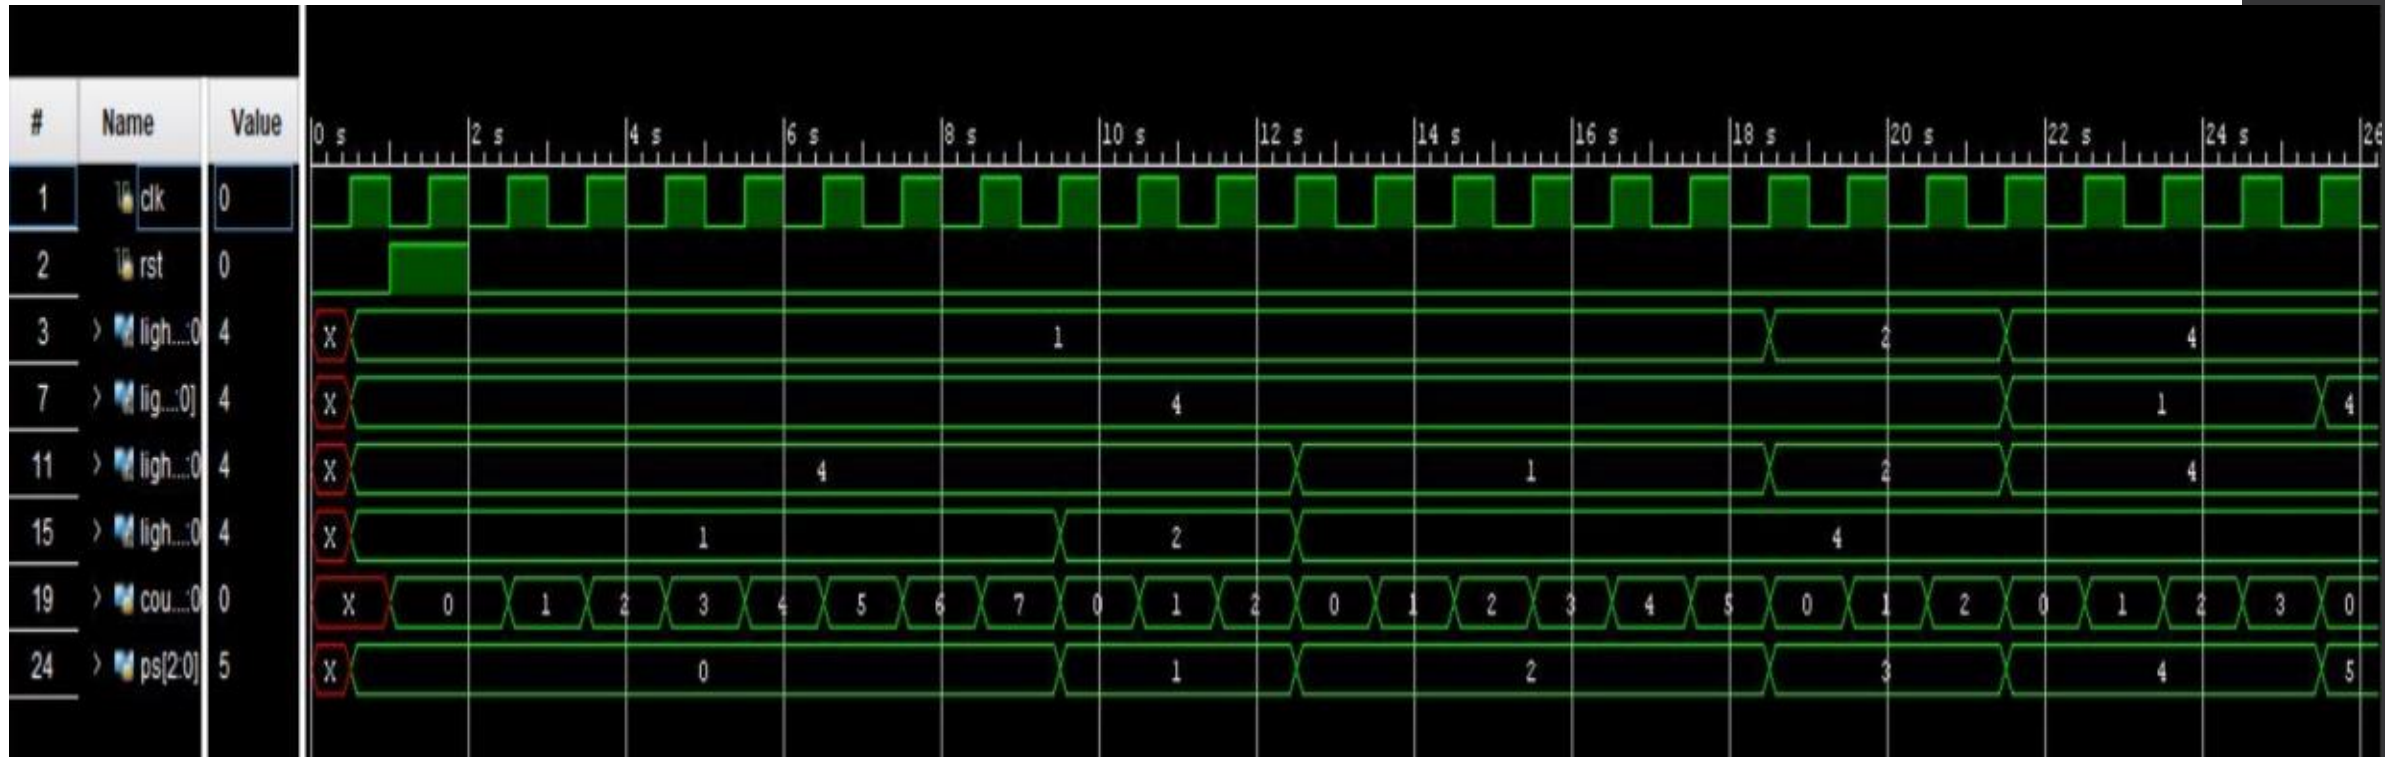 # Name Value 0 s 2 s 4 s 6 s 8 s 10 s 12 s 14 s 16 s 18 s 20 s 22 s 24 s 26
1 clk 0
2 rst 0
3 ligh...:0 4 X 1 2 4
7 lig...:0] 4 X 4 1 4
11 ligh...:0 4 X 4 1 2 4
15 ligh...:0 4 X 1 2 4
19 cou...:0 0 X 0 1 2 3 4 5 6 7 0 1 2 0 1 2 3 4 5 0 1 2 0 1 2 3 0
24 ps[2:0] 5 X 0 1 2 3 4 5